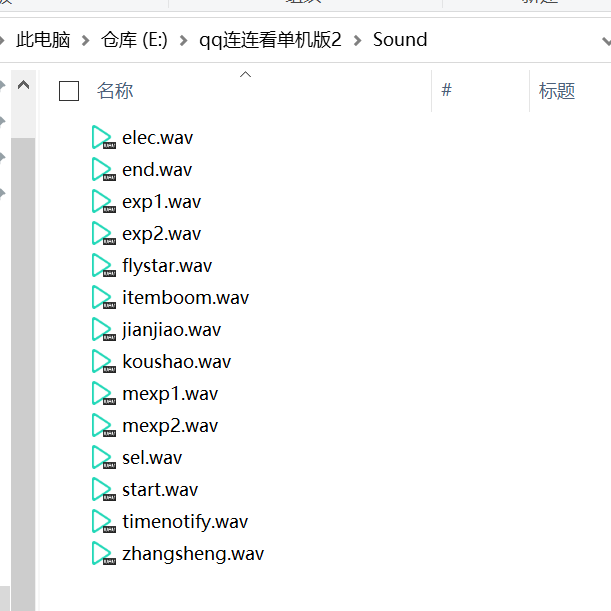 此电脑 > 仓库 (E:) > qq连连看单机版2 > Sound
名称 # 标题
elec.wav
end.wav
exp1.wav
exp2.wav
flystar.wav
itemboom.wav
jianjiao.wav
koushao.wav
mexp1.wav
mexp2.wav
sel.wav
start.wav
timenotify.wav
zhangsheng.wav